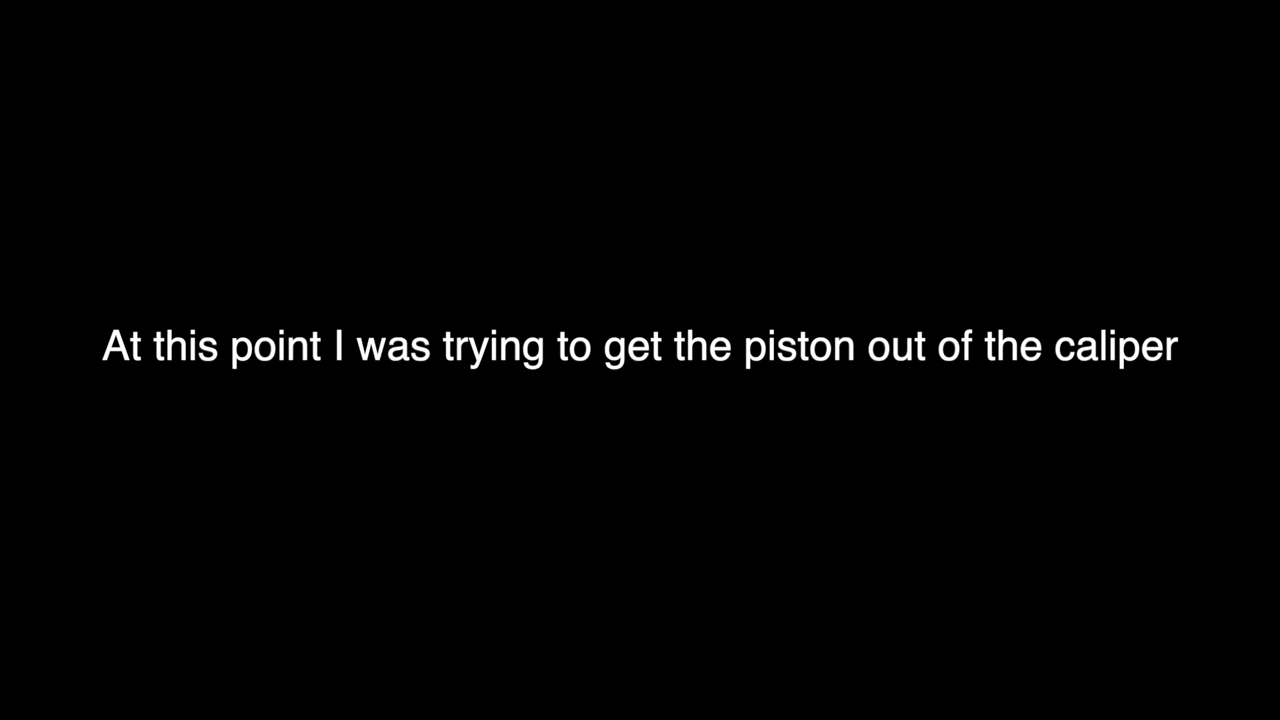 At this point I was trying to get the piston out of the caliper